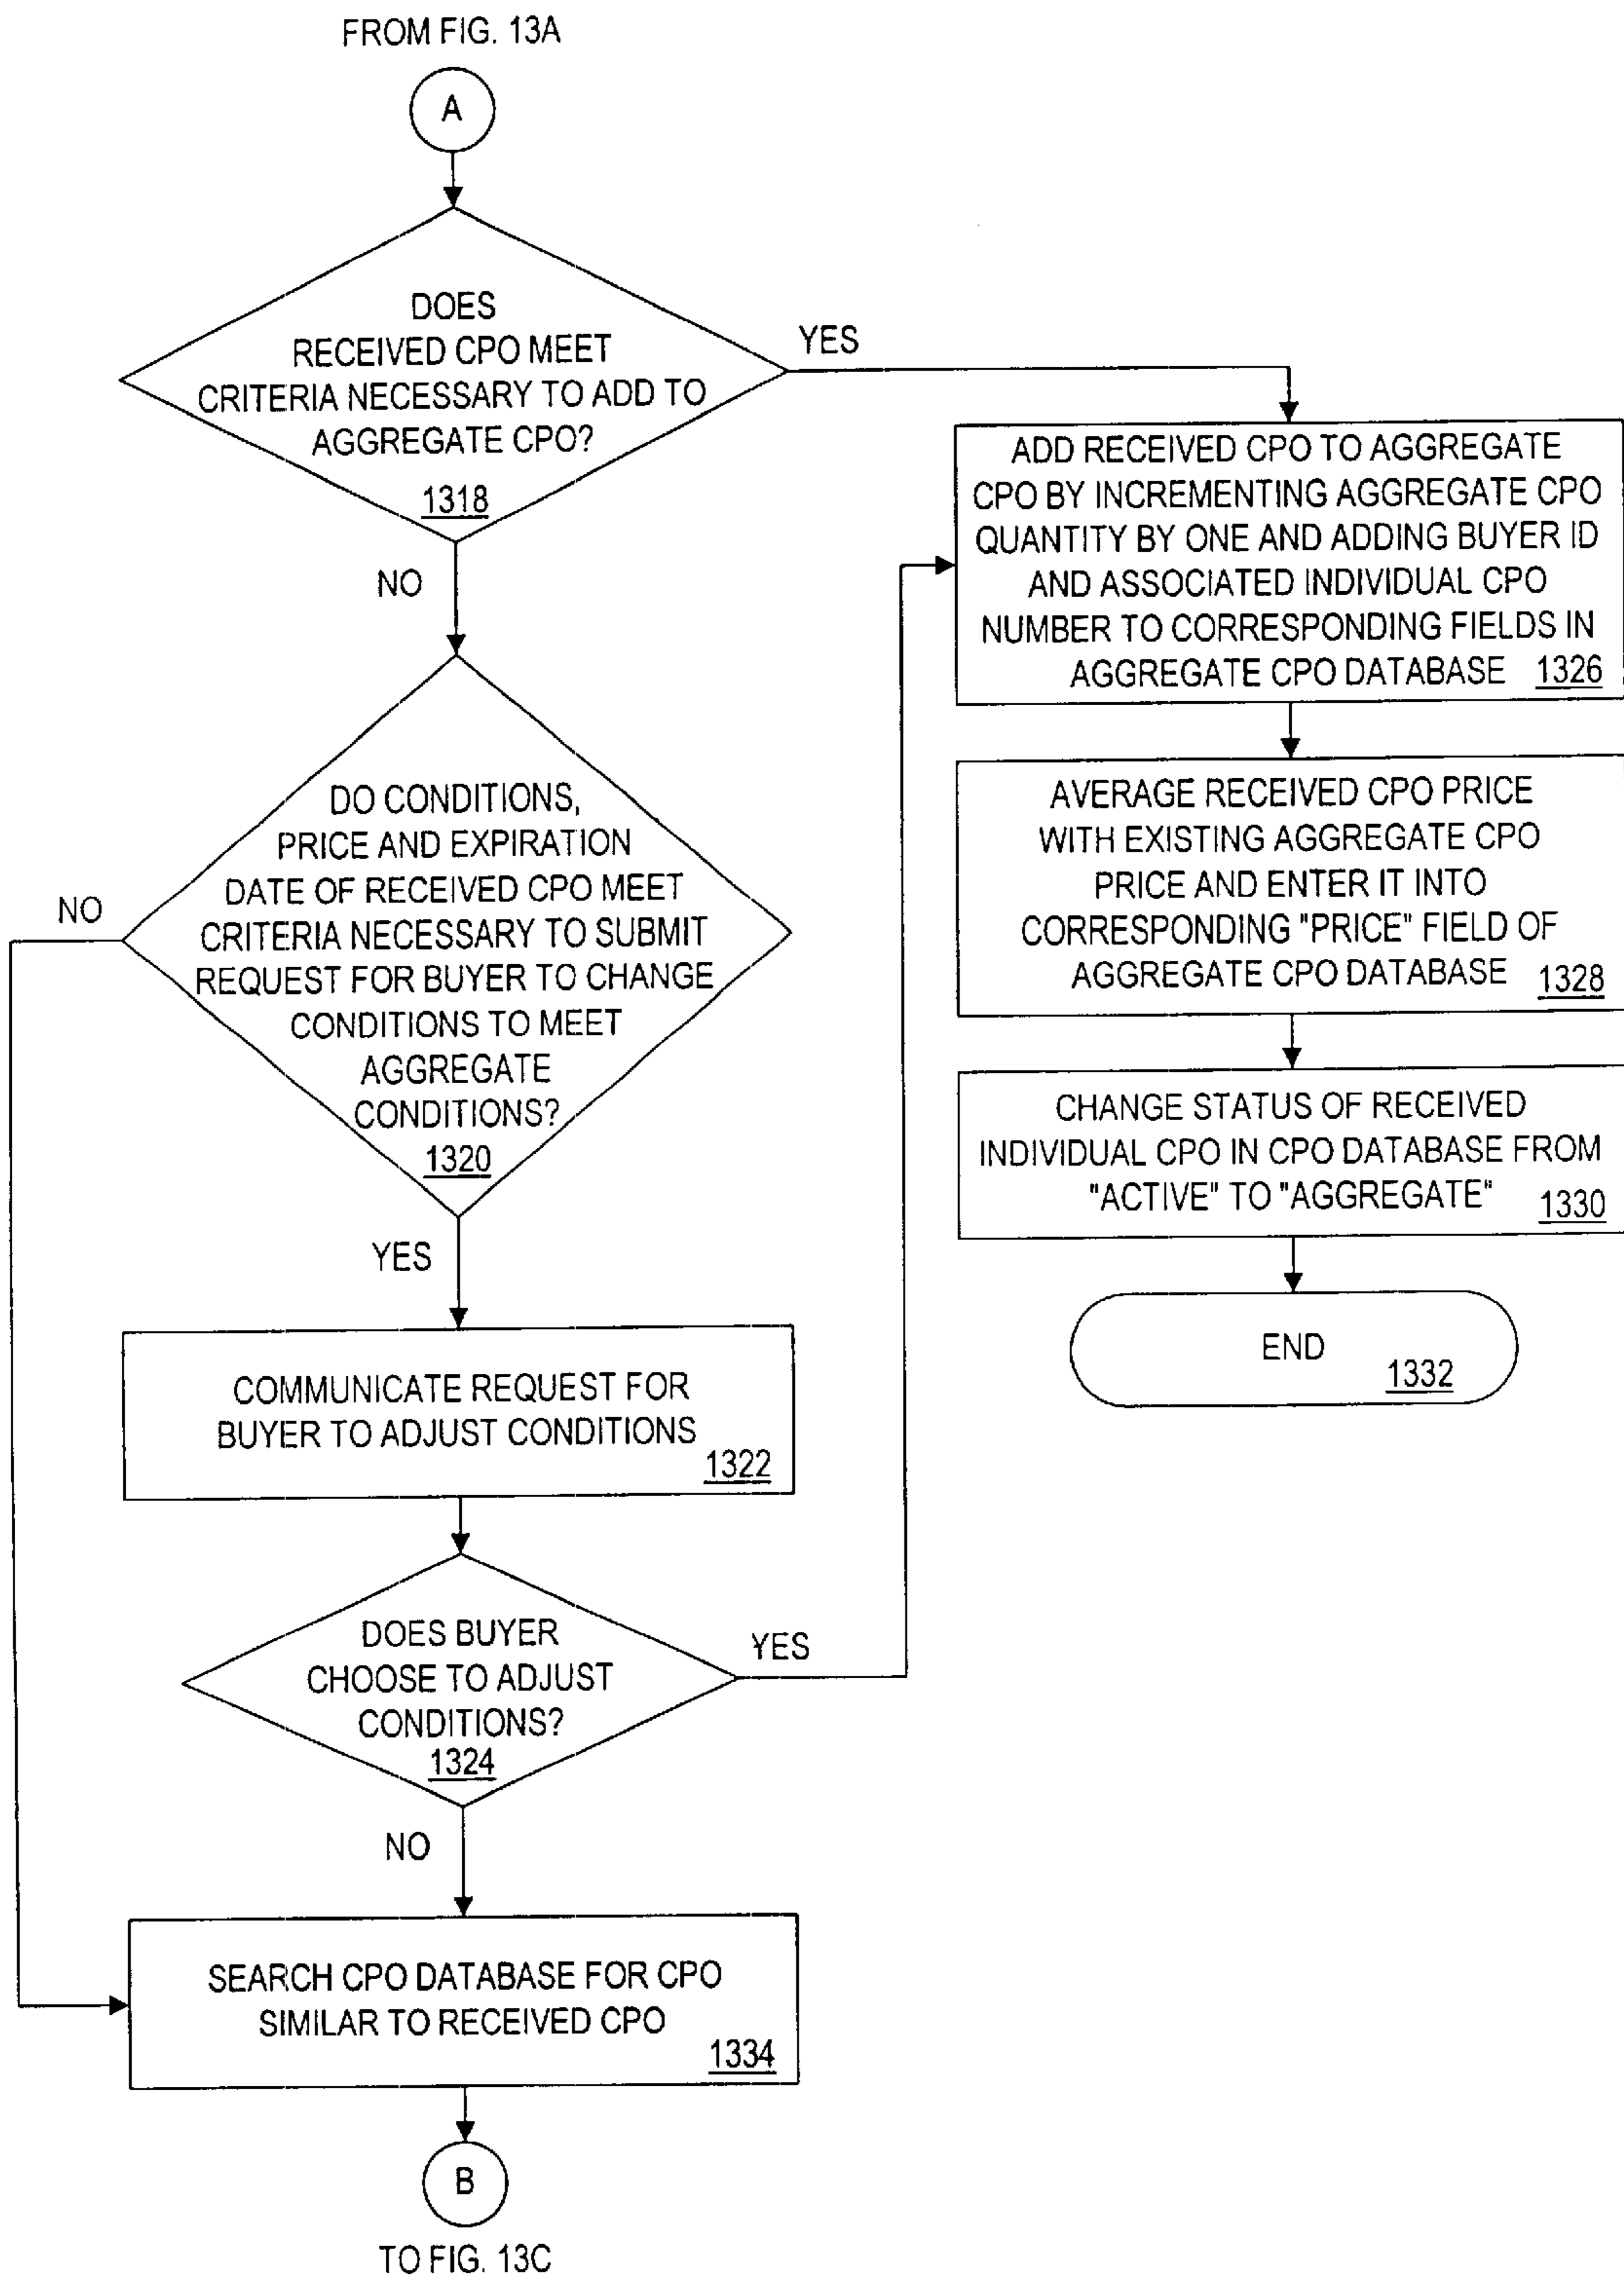 FROM FIG. 13A
A
DOES
RECEIVED CPO MEET
CRITERIA NECESSARY TO ADD TO
AGGREGATE CPO?
1318
YES
NO
DO CONDITIONS,
PRICE AND EXPIRATION
DATE OF RECEIVED CPO MEET
CRITERIA NECESSARY TO SUBMIT
REQUEST FOR BUYER TO CHANGE
CONDITIONS TO MEET
AGGREGATE
CONDITIONS?
1320
NO
YES
COMMUNICATE REQUEST FOR
BUYER TO ADJUST CONDITIONS
1322
DOES BUYER
CHOOSE TO ADJUST
CONDITIONS?
1324
YES
NO
SEARCH CPO DATABASE FOR CPO
SIMILAR TO RECEIVED CPO
1334
B
TO FIG. 13C
ADD RECEIVED CPO TO AGGREGATE
CPO BY INCREMENTING AGGREGATE CPO
QUANTITY BY ONE AND ADDING BUYER ID
AND ASSOCIATED INDIVIDUAL CPO
NUMBER TO CORRESPONDING FIELDS IN
AGGREGATE CPO DATABASE 1326
AVERAGE RECEIVED CPO PRICE
WITH EXISTING AGGREGATE CPO
PRICE AND ENTER IT INTO
CORRESPONDING "PRICE" FIELD OF
AGGREGATE CPO DATABASE 1328
CHANGE STATUS OF RECEIVED
INDIVIDUAL CPO IN CPO DATABASE FROM
"ACTIVE" TO "AGGREGATE" 1330
END
1332